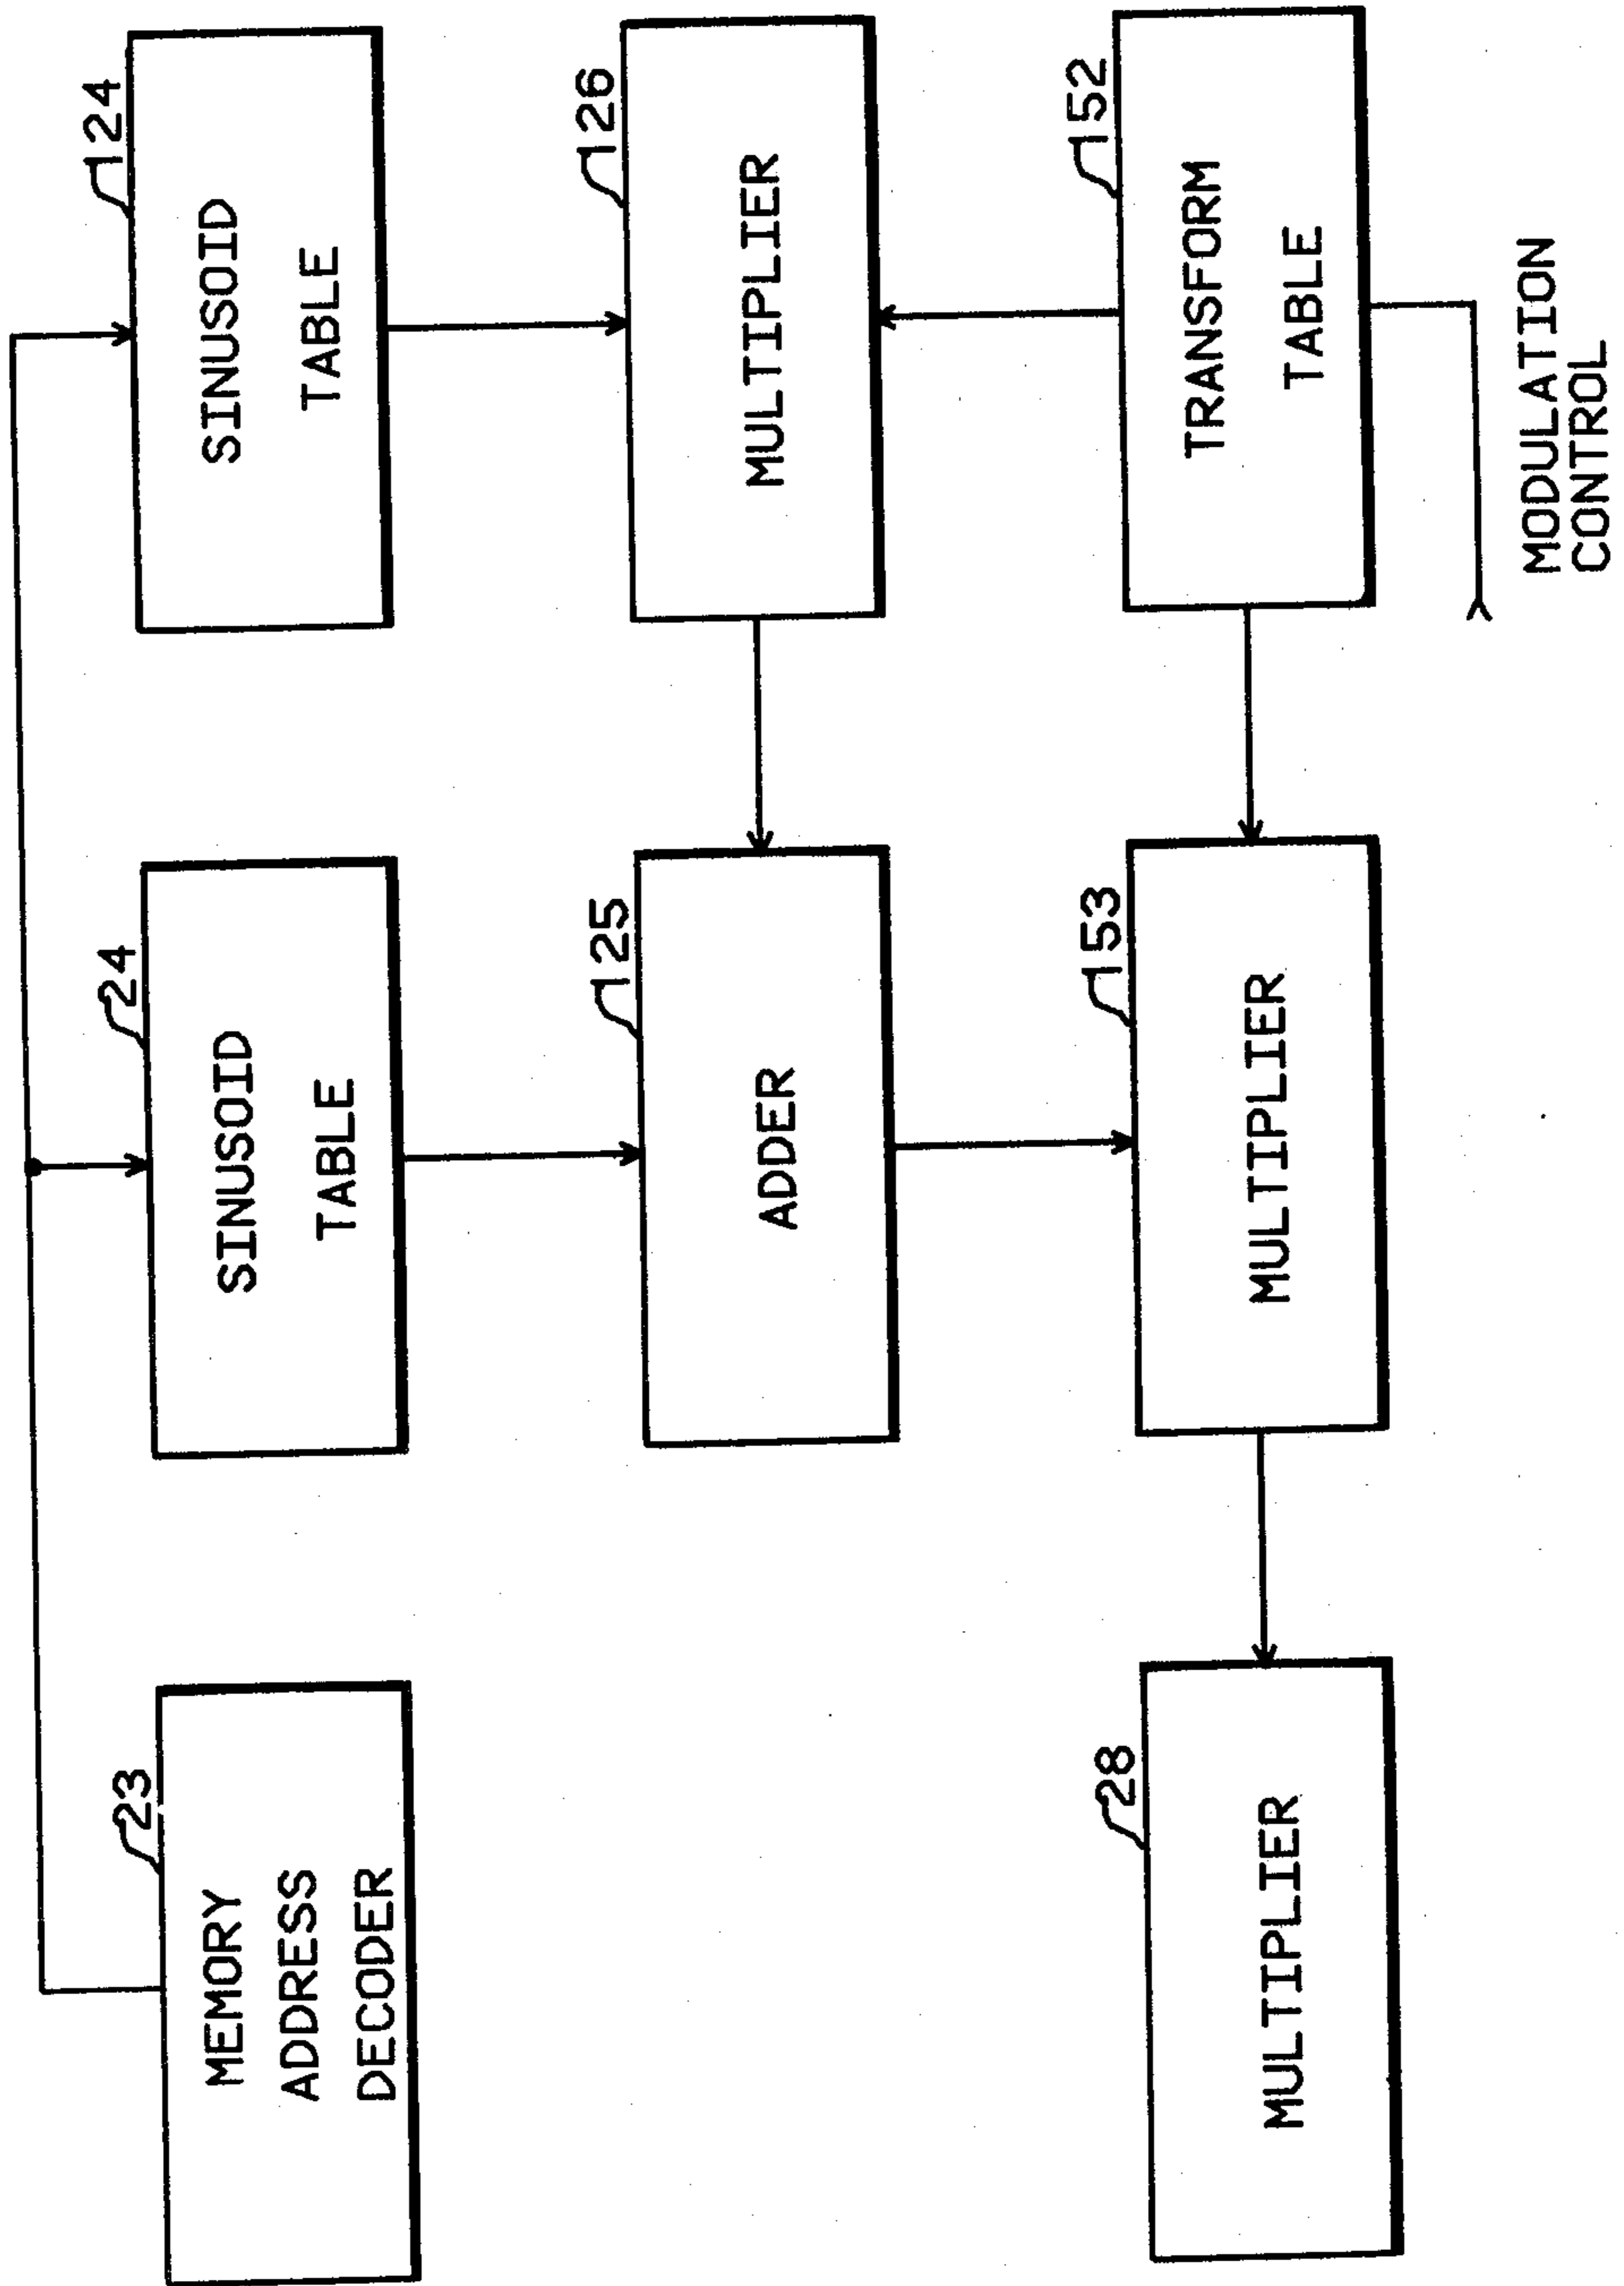 23
MEMORY
ADDRESS
DECODER
24
SINUSOID
TABLE
124
SINUSOID
TABLE
125
ADDER
126
MULTIPLIER
28
MULTIPLIER
153
MULTIPLIER
152
TRANSFORM
TABLE
MODULATION
CONTROL